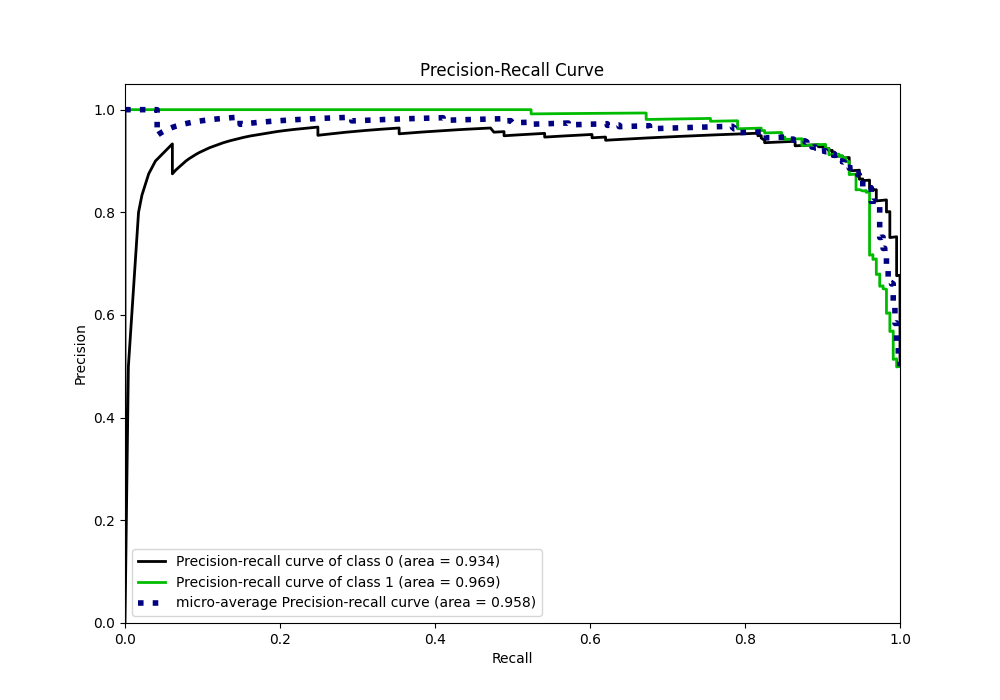 Precision-Recall Curve
1.0
0.8
0.6
0.4
0.2
0.0
Precision
Precision-recall curve of class 0 (area = 0.934)
Precision-recall curve of class 1 (area = 0.969)
micro-average Precision-recall curve (area = 0.958)
0.0 0.2 0.4 0.6 0.8 1.0
Recall